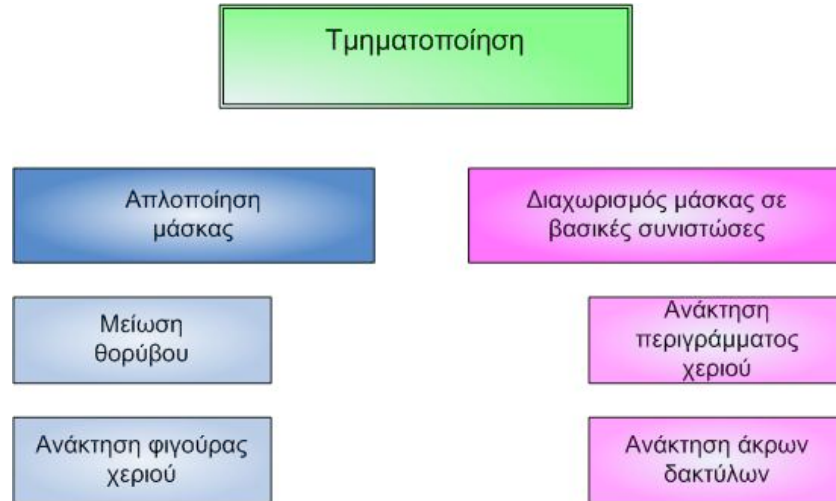 Τμηματοποίηση
Απλοποίηση
μάσκας
Διαχωρισμός μάσκας σε
βασικές συνιστώσες
Μείωση
θορύβου
Ανάκτηση
περιγράμματος
χεριού
Ανάκτηση φιγούρας
χεριού
Ανάκτηση άκρων
δακτύλων